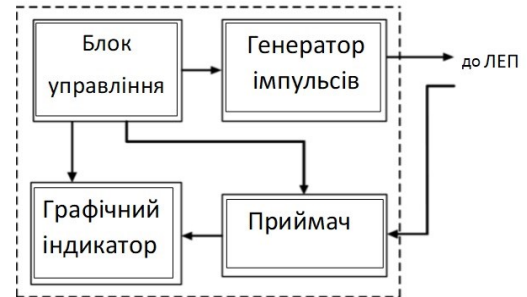 Блок
управління
Генератор
імпульсів
до ЛЕП
Графічний
індикатор
Приймач